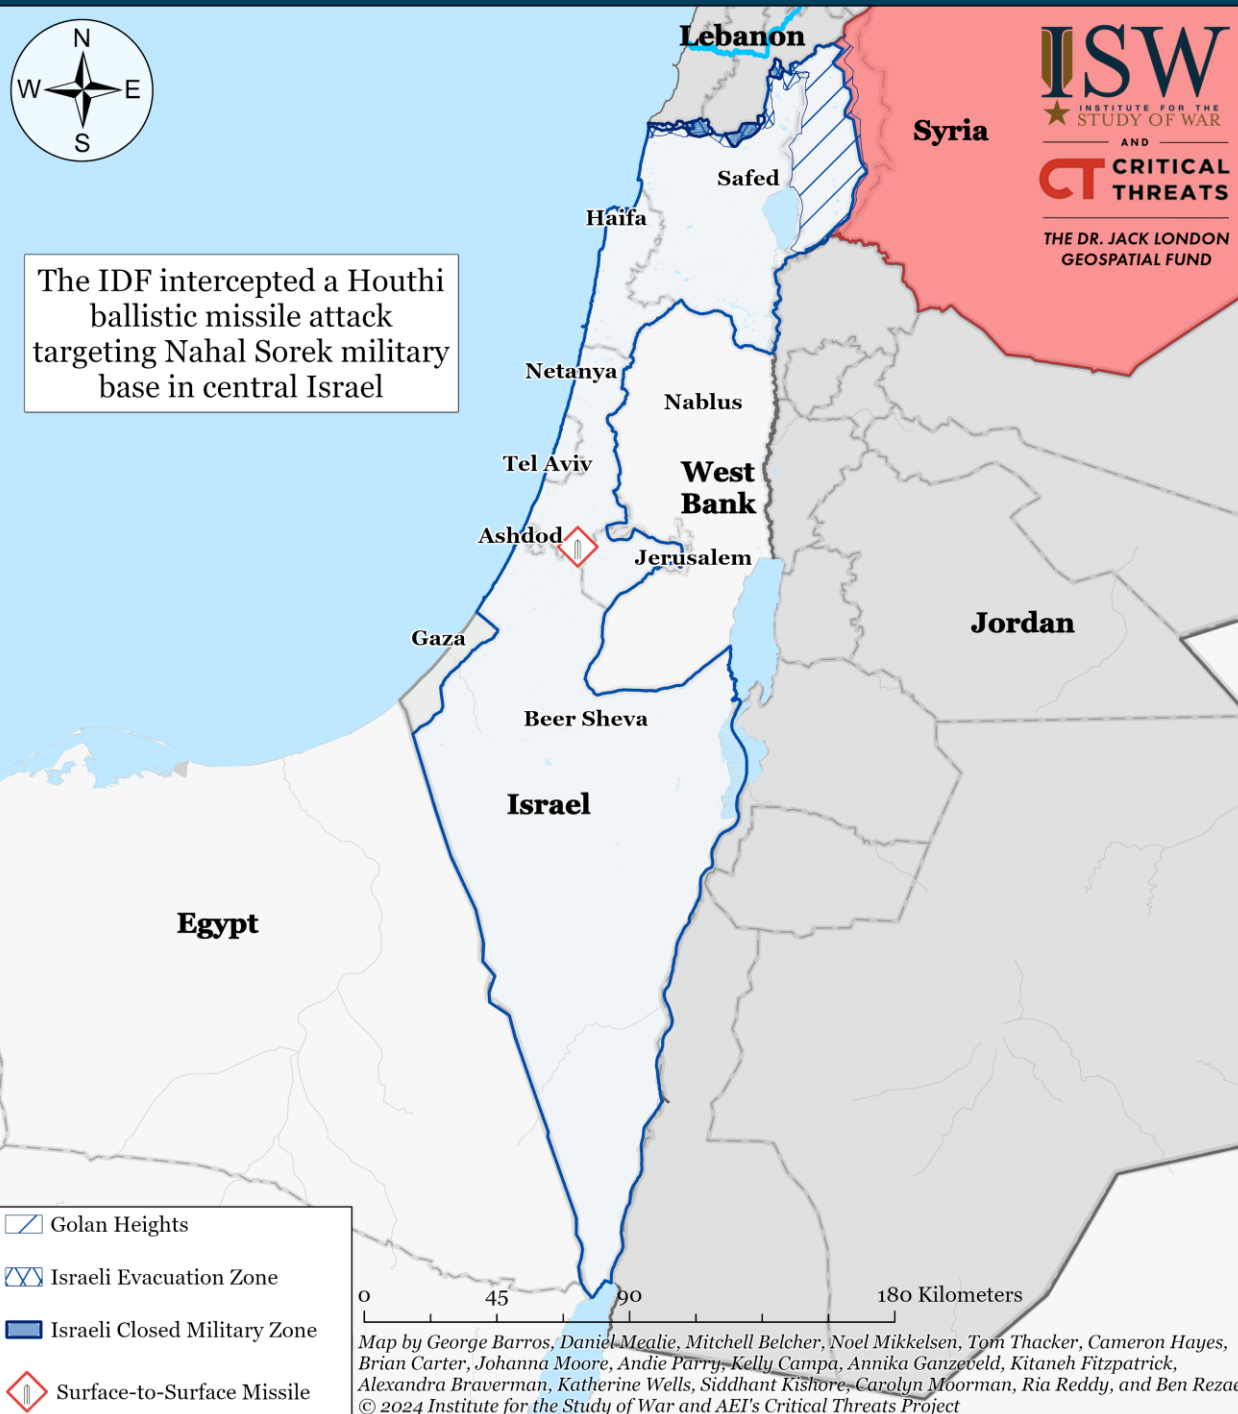 N
W
E
S
Lebanon
Syria
ISW
INSTITUTE FOR THE
STUDY OF WAR
AND
CT CRITICAL
THREATS
THE DR. JACK LONDON
GEOSPATIAL FUND
Safed
Haifa
The IDF intercepted a Houthi
ballistic missile attack
targeting Nahal Sorek military
base in central Israel
Netanya
Nablus
Tel Aviv
West
Bank
Ashdod
Jerusalem
Jordan
Gaza
Beer Sheva
Israel
Egypt
Golan Heights
Israeli Evacuation Zone
Israeli Closed Military Zone
Surface-to-Surface Missile
0 45 90 180 Kilometers
Map by George Barros, Daniel Mealie, Mitchell Belcher, Noel Mikkelsen, Tom Thacker, Cameron Hayes,
Brian Carter, Johanna Moore, Andie Parry, Kelly Campa, Annika Ganzeveld, Kitaneh Fitzpatrick,
Alexandra Braverman, Katherine Wells, Siddhant Kishore, Carolyn Moorman, Ria Reddy, and Ben Rezaei
© 2024 Institute for the Study of War and AEI's Critical Threats Project